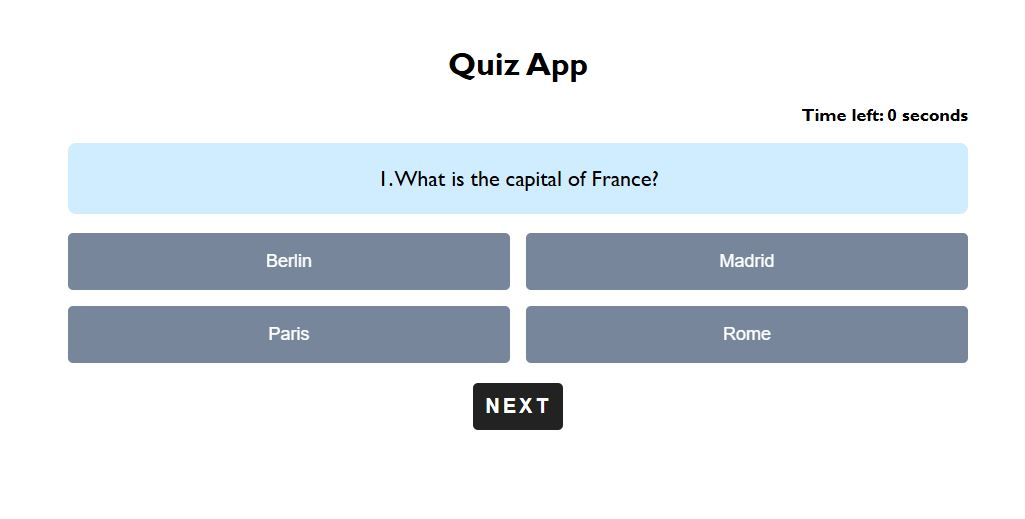 Quiz App
Time left: 0 seconds
1. What is the capital of France?
Berlin
Madrid
Paris
Rome
NEXT